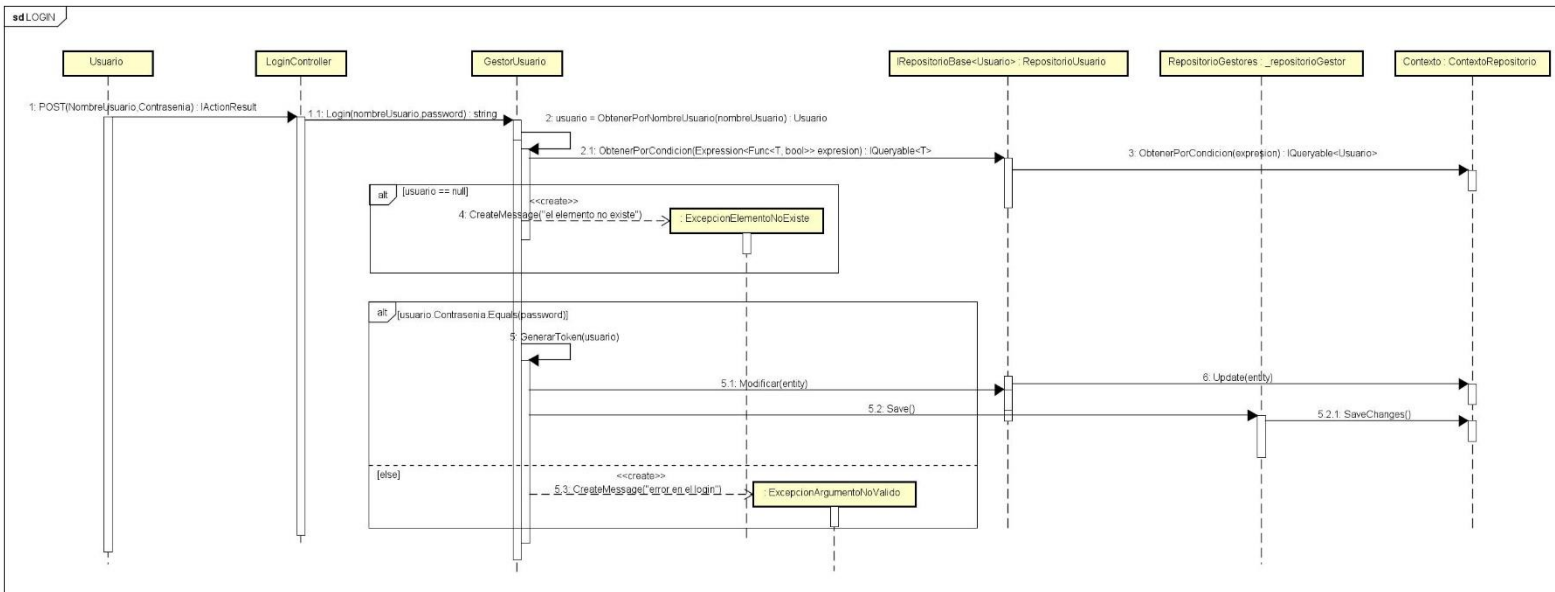 sd LOGIN
Usuario
LoginController
GestorUsuario
IRepositorioBase<Usuario> : RepositorioUsuario
RepositorioGestores : _repositorioGestor
Contexto : ContextoRepositorio
1: POST(NombreUsuario,Contrasenia) : IActionResult
1.1: Login(nombreUsuario,password) : string
2: usuario = ObtenerPorNombreUsuario(nombreUsuario) : Usuario
2.1: ObtenerPorCondicion(Expression<Func<T, bool>> expresion) : IQueryable<T>
3: ObtenerPorCondicion(expresion) : IQueryable<Usuario>
alt [usuario == null]
<<create>>
4: CreateMessage("el elemento no existe")
: ExcepcionElementoNoExiste
alt [usuario.Contrasenia.Equals(password)]
5: GenerarToken(usuario)
5.1: Modificar(entity)
6: Update(entity)
5.2: Save()
5.2.1: SaveChanges()
[else]
<<create>>
5.3: CreateMessage("error en el login")
: ExcepcionArgumentoNoValido